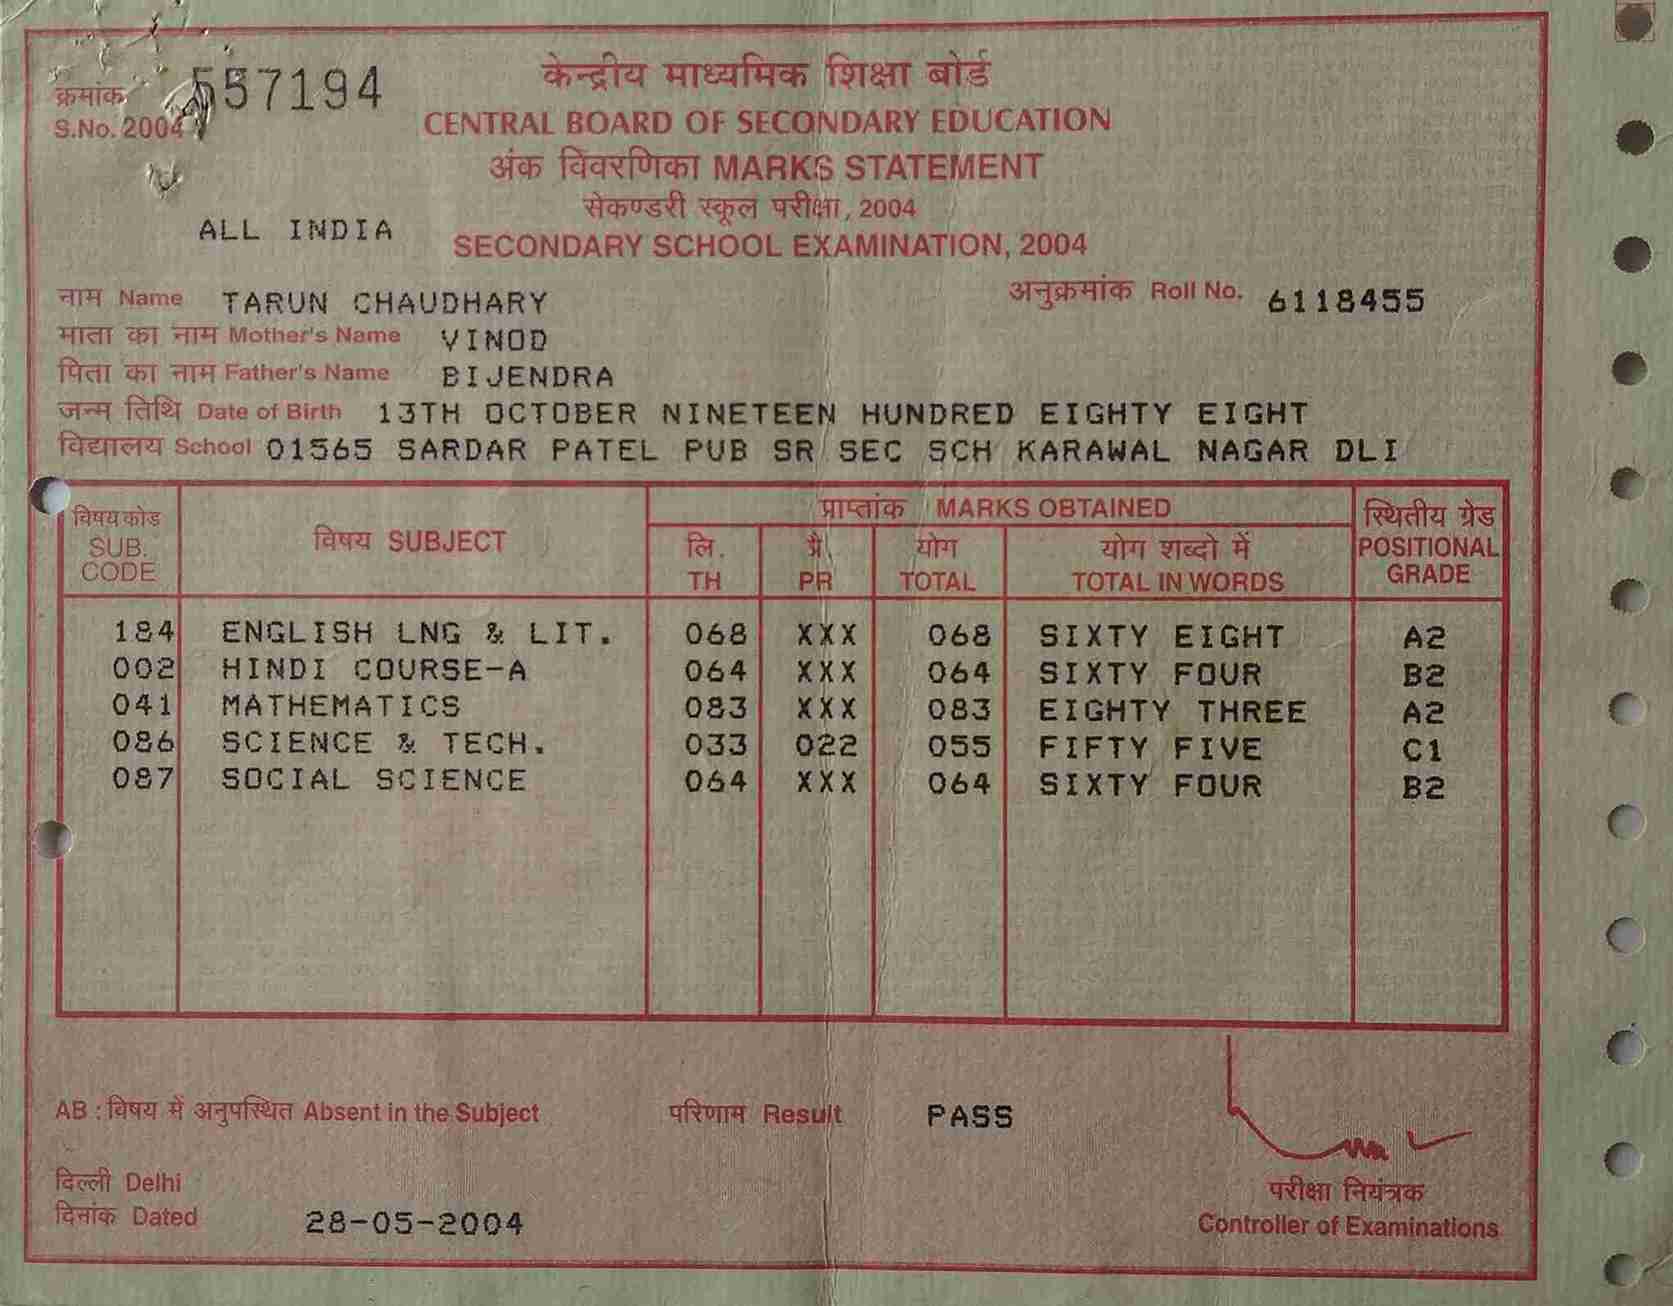 क्रमांक 557194
S.No. 2004
केन्द्रीय माध्यमिक शिक्षा बोर्ड
CENTRAL BOARD OF SECONDARY EDUCATION
अंक विवरणिका MARKS STATEMENT
सेकण्डरी स्कूल परीक्षा, 2004
ALL INDIA
SECONDARY SCHOOL EXAMINATION, 2004
नाम Name TARUN CHAUDHARY अनुक्रमांक Roll No. 6118455
माता का नाम Mother's Name VINOD
पिता का नाम Father's Name BIJENDRA
जन्म तिथि Date of Birth 13TH OCTOBER NINETEEN HUNDRED EIGHTY EIGHT
विद्यालय School 01565 SARDAR PATEL PUB SR SEC SCH KARAWAL NAGAR DLI
विषय कोड SUB. CODE विषय SUBJECT प्राप्तांक MARKS OBTAINED स्थितीय ग्रेड POSITIONAL GRADE
लि. TH प्रै. PR योग TOTAL योग शब्दो में TOTAL IN WORDS
184 ENGLISH LNG & LIT. 068 XXX 068 SIXTY EIGHT A2
002 HINDI COURSE-A 064 XXX 064 SIXTY FOUR B2
041 MATHEMATICS 083 XXX 083 EIGHTY THREE A2
086 SCIENCE & TECH. 033 022 055 FIFTY FIVE C1
087 SOCIAL SCIENCE 064 XXX 064 SIXTY FOUR B2
AB : विषय में अनुपस्थित Absent in the Subject परिणाम Result PASS
दिल्ली Delhi
दिनांक Dated 28-05-2004
परीक्षा नियंत्रक
Controller of Examinations